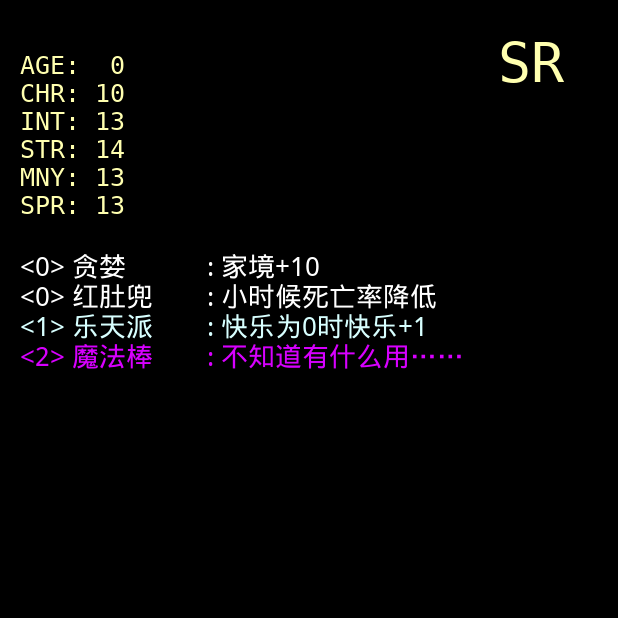 SR
AGE: 0
CHR: 10
INT: 13
STR: 14
MNY: 13
SPR: 13
<0> 贪婪 : 家境+10
<0> 红肚兜 : 小时候死亡率降低
<1> 乐天派 : 快乐为0时快乐+1
<2> 魔法棒 : 不知道有什么用……